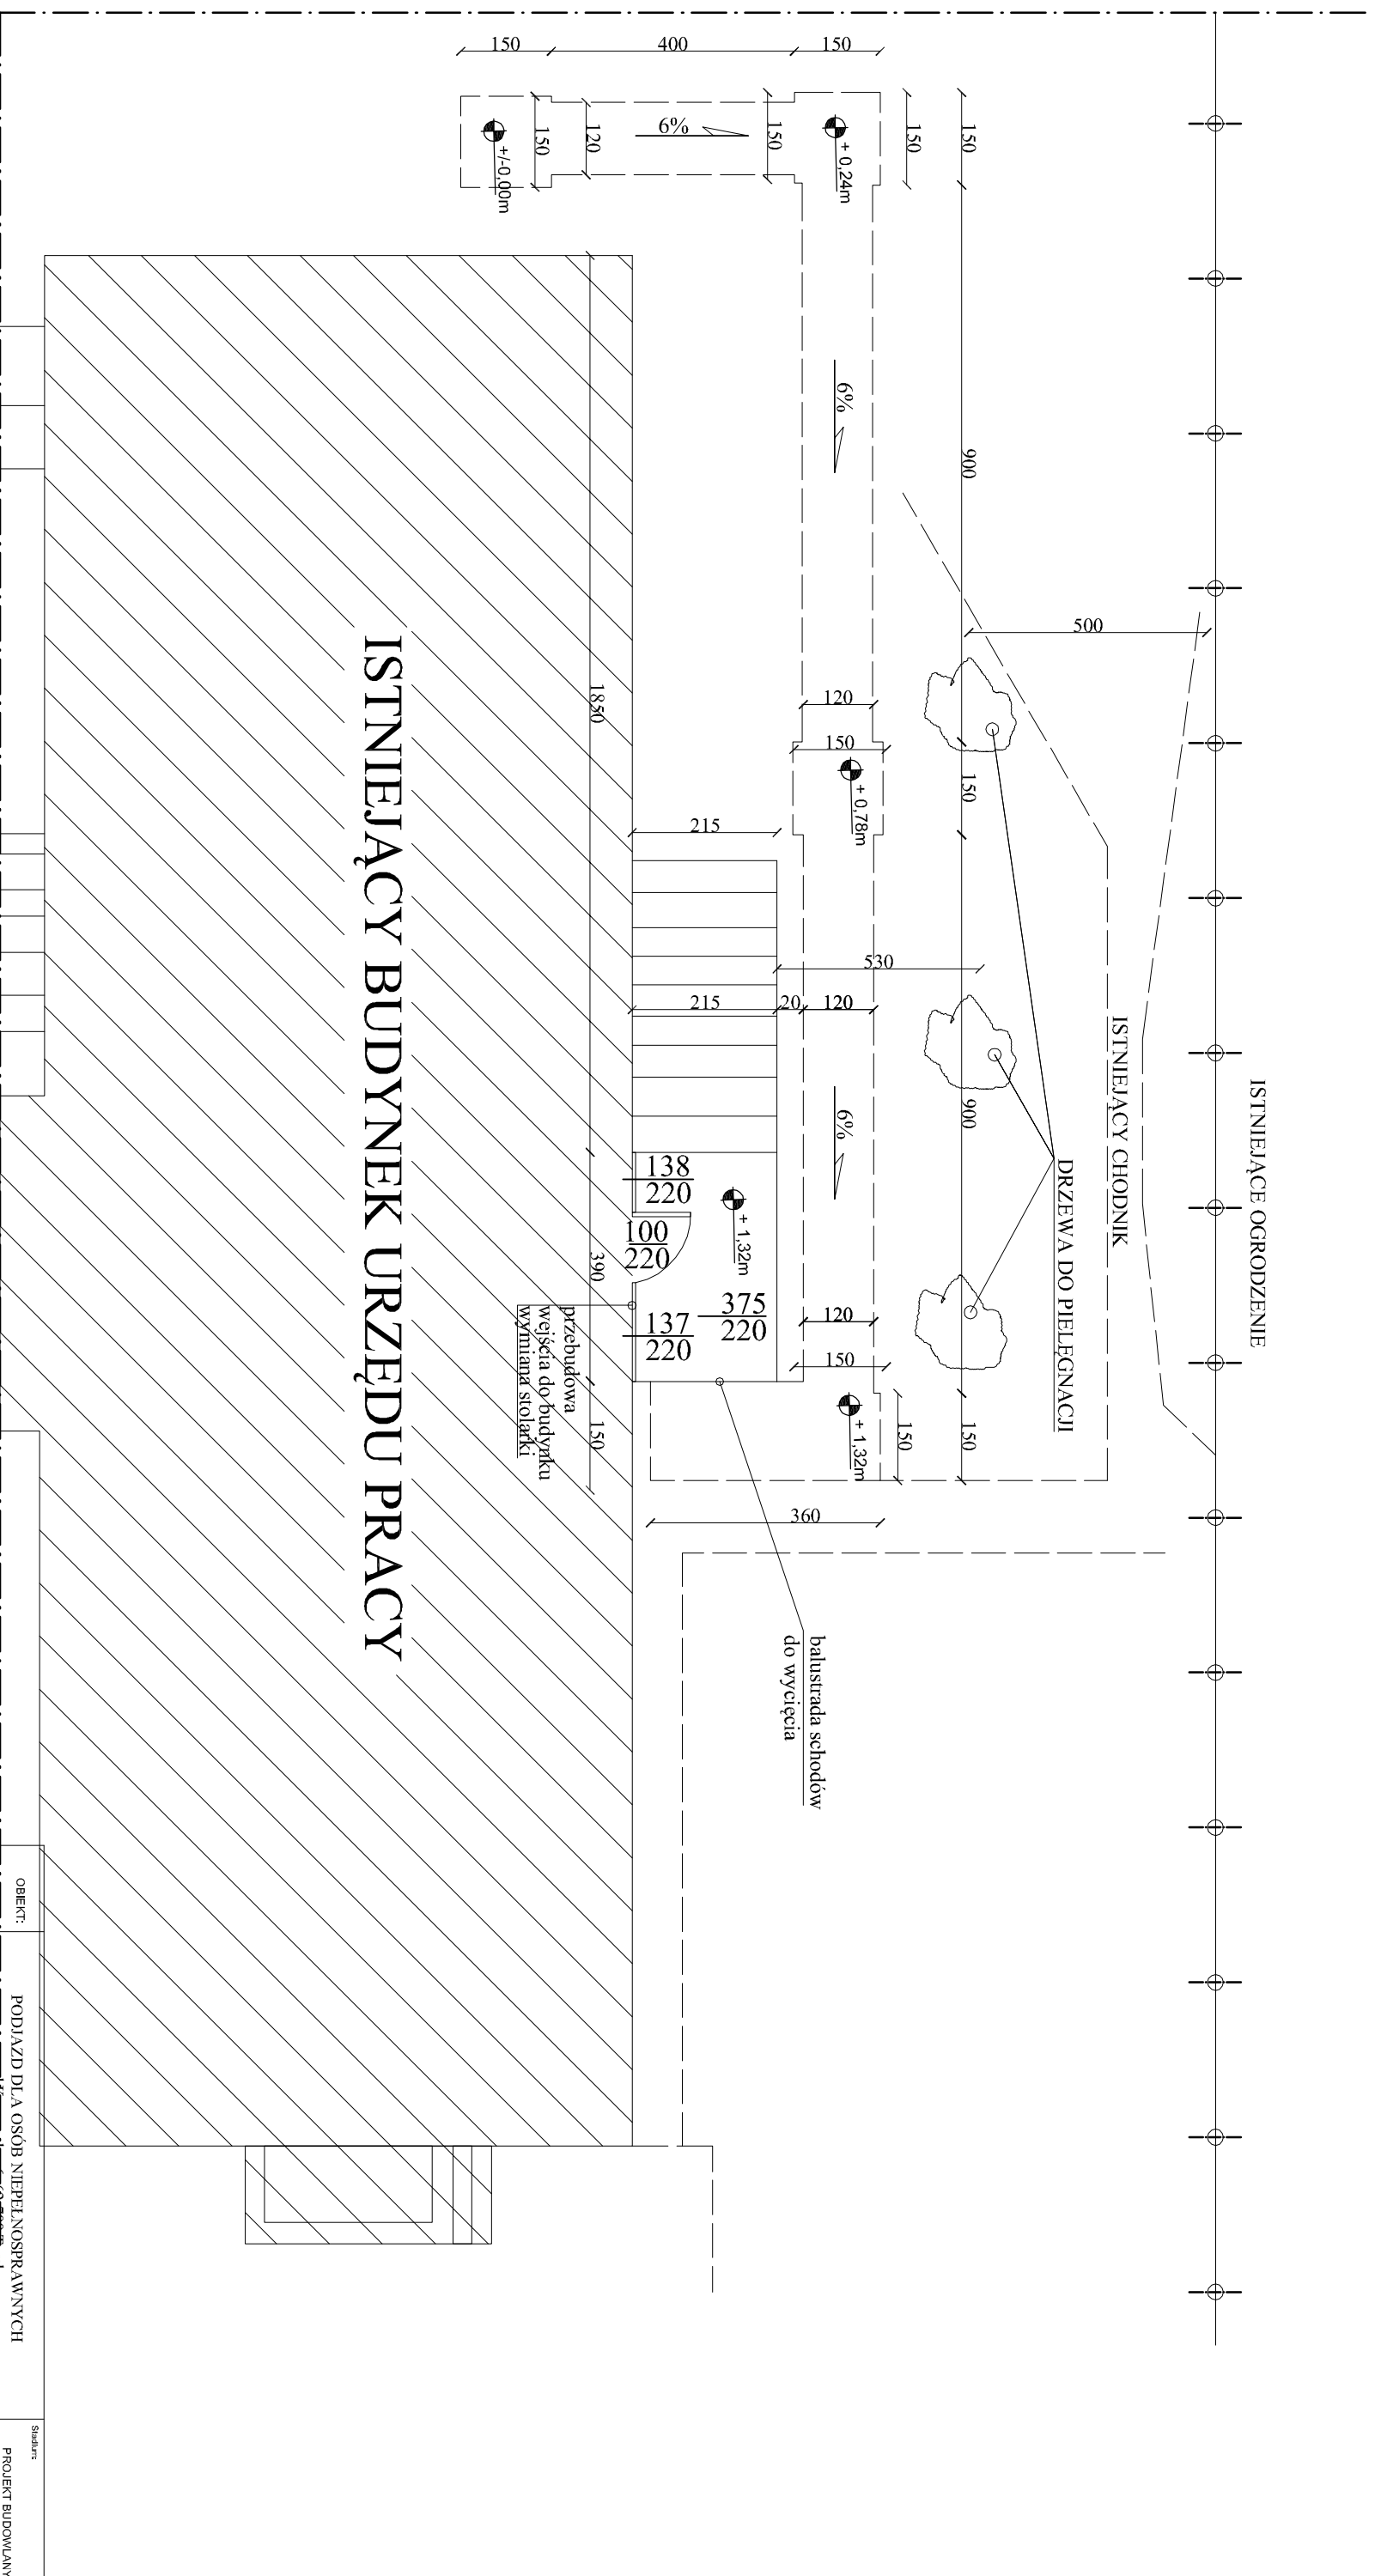 ISTNIEJĄCE OGRODZENIE
ISTNIEJĄCY CHODNIK
DRZEWA DO PIELĘGNACJI
500
150
900
150
900
150
530
150
150
150
400
150
+ 0,24m
6%
120
150
+ 0,78m
120
6%
120
150
+ 1,32m
360
150
6%
120
150
+/-0,00m
215
215
20
138
220
100
220
137
220
375
220
+ 1,32m
1850
390
150
balustrada schodów
do wycięcia
przebudowa
wejścia do budynku
wymiana stolarki
ISTNIEJĄCY BUDYNEK URZĘDU PRACY
OBIEKT:
PODJAZD DLA OSÓB NIEPEŁNOSPRAWNYCH
Stadium:
PROJEKT BUDOWLANY